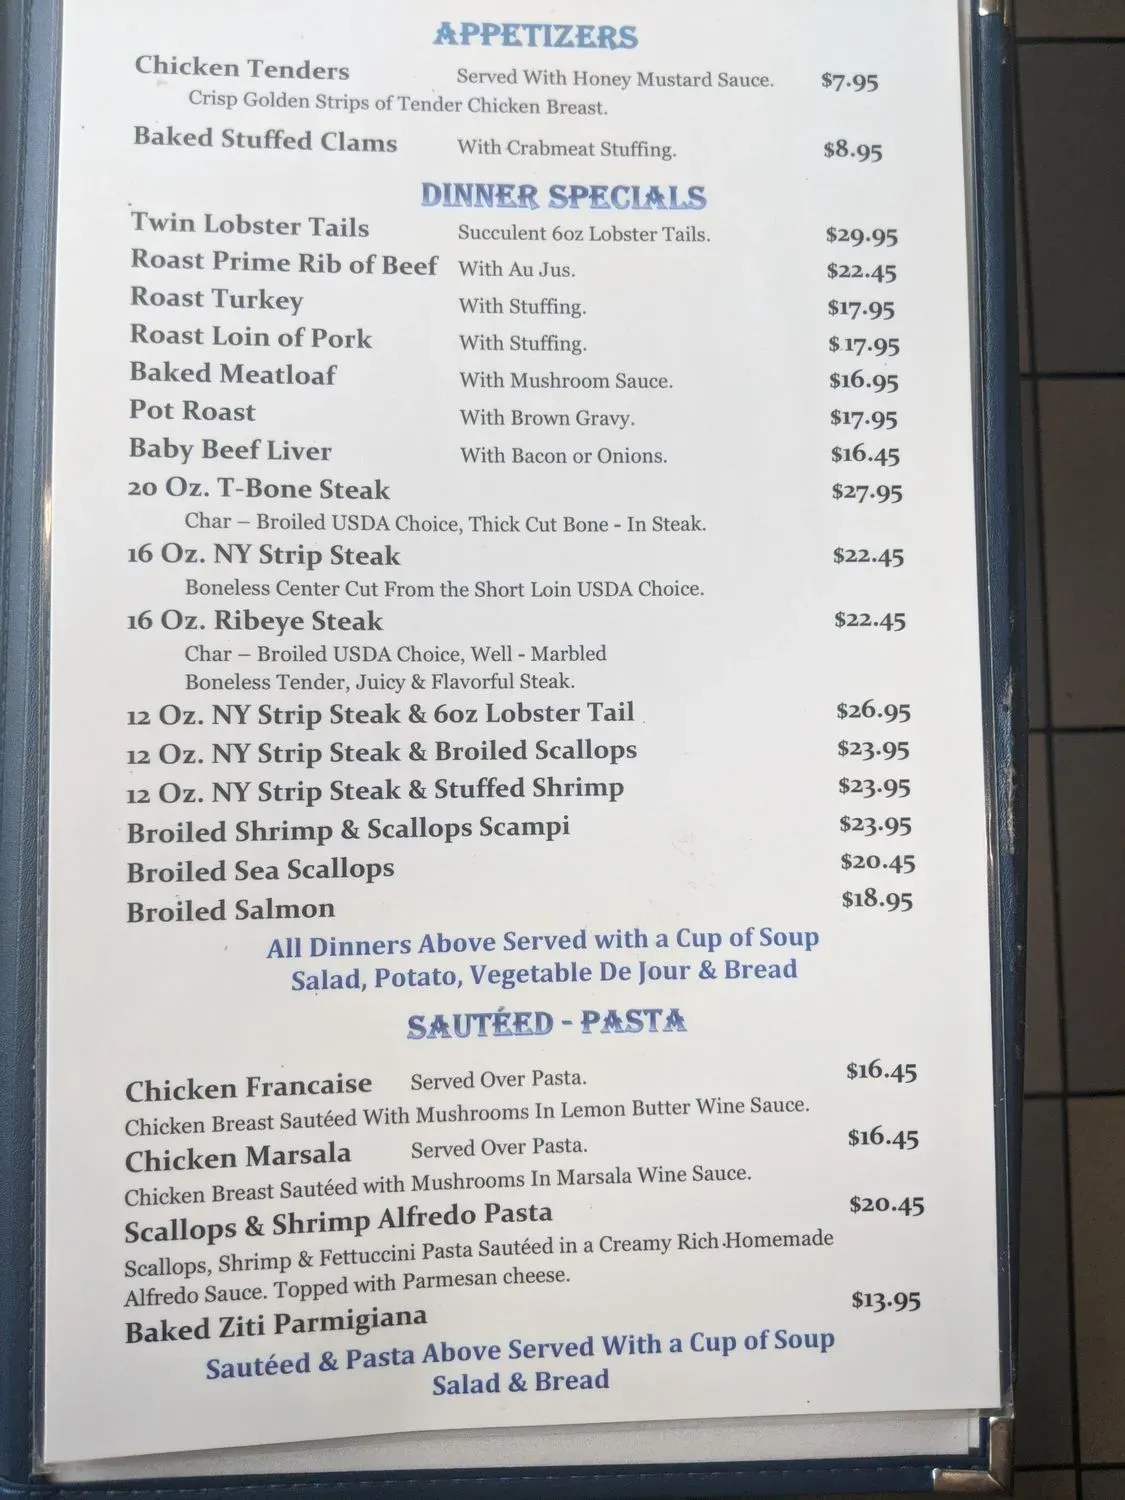 APPETIZERS
Chicken Tenders Served With Honey Mustard Sauce. $7.95
Crisp Golden Strips of Tender Chicken Breast.
Baked Stuffed Clams With Crabmeat Stuffing. $8.95
DINNER SPECIALS
Twin Lobster Tails Succulent 6oz Lobster Tails. $29.95
Roast Prime Rib of Beef With Au Jus. $22.45
Roast Turkey With Stuffing. $17.95
Roast Loin of Pork With Stuffing. $17.95
Baked Meatloaf With Mushroom Sauce. $16.95
Pot Roast With Brown Gravy. $17.95
Baby Beef Liver With Bacon or Onions. $16.45
20 Oz. T-Bone Steak $27.95
Char – Broiled USDA Choice, Thick Cut Bone - In Steak.
16 Oz. NY Strip Steak $22.45
Boneless Center Cut From the Short Loin USDA Choice.
16 Oz. Ribeye Steak $22.45
Char – Broiled USDA Choice, Well - Marbled
Boneless Tender, Juicy & Flavorful Steak.
12 Oz. NY Strip Steak & 6oz Lobster Tail $26.95
12 Oz. NY Strip Steak & Broiled Scallops $23.95
12 Oz. NY Strip Steak & Stuffed Shrimp $23.95
Broiled Shrimp & Scallops Scampi $23.95
Broiled Sea Scallops $20.45
Broiled Salmon $18.95
All Dinners Above Served with a Cup of Soup
Salad, Potato, Vegetable De Jour & Bread
SAUTÉED - PASTA
Chicken Francaise Served Over Pasta. $16.45
Chicken Breast Sautéed With Mushrooms In Lemon Butter Wine Sauce.
Chicken Marsala Served Over Pasta. $16.45
Chicken Breast Sautéed with Mushrooms In Marsala Wine Sauce.
Scallops & Shrimp Alfredo Pasta $20.45
Scallops, Shrimp & Fettuccini Pasta Sautéed in a Creamy Rich Homemade
Alfredo Sauce. Topped with Parmesan cheese.
Baked Ziti Parmigiana $13.95
Sautéed & Pasta Above Served With a Cup of Soup
Salad & Bread